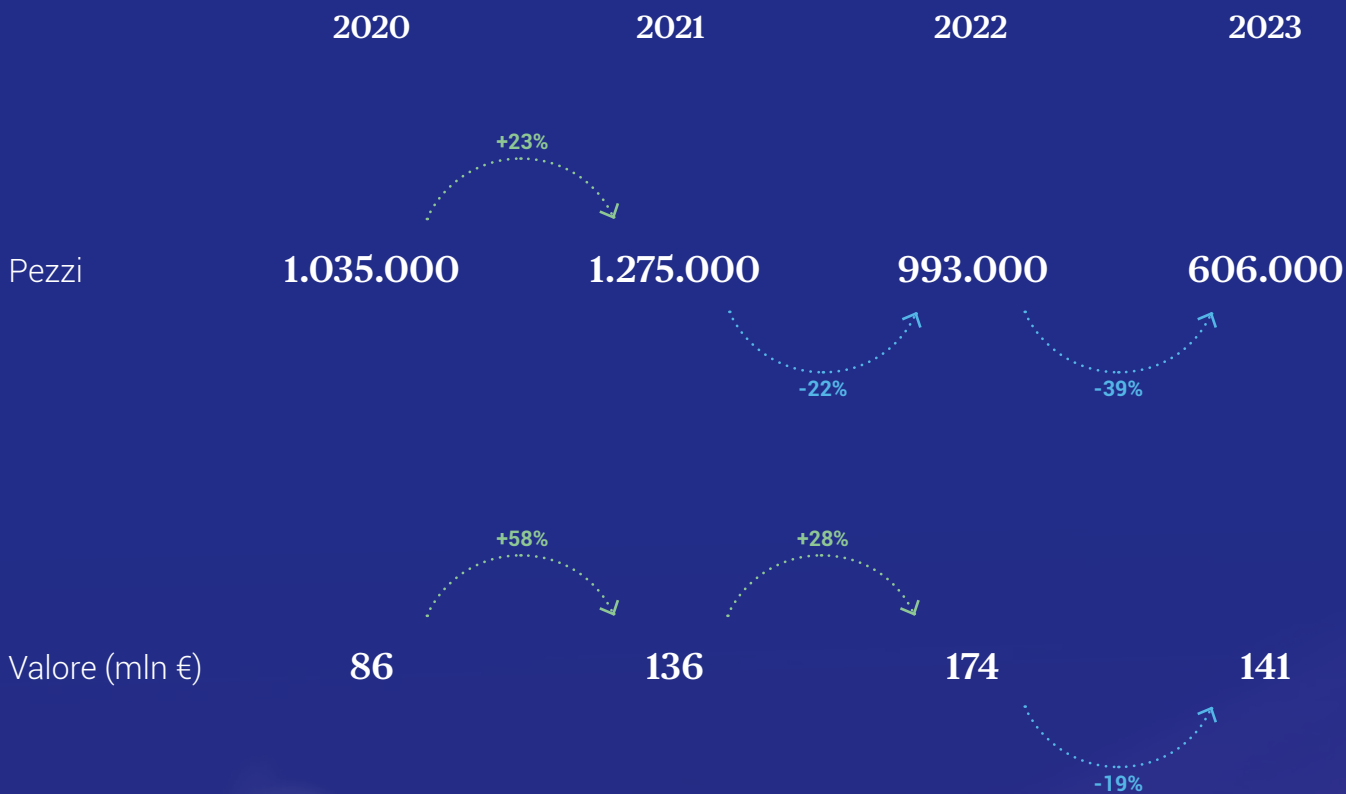 2020 2021 2022 2023
+23%
Pezzi 1.035.000 1.275.000 993.000 606.000
-22% -39%
+58% +28%
Valore (mln €) 86 136 174 141
-19%